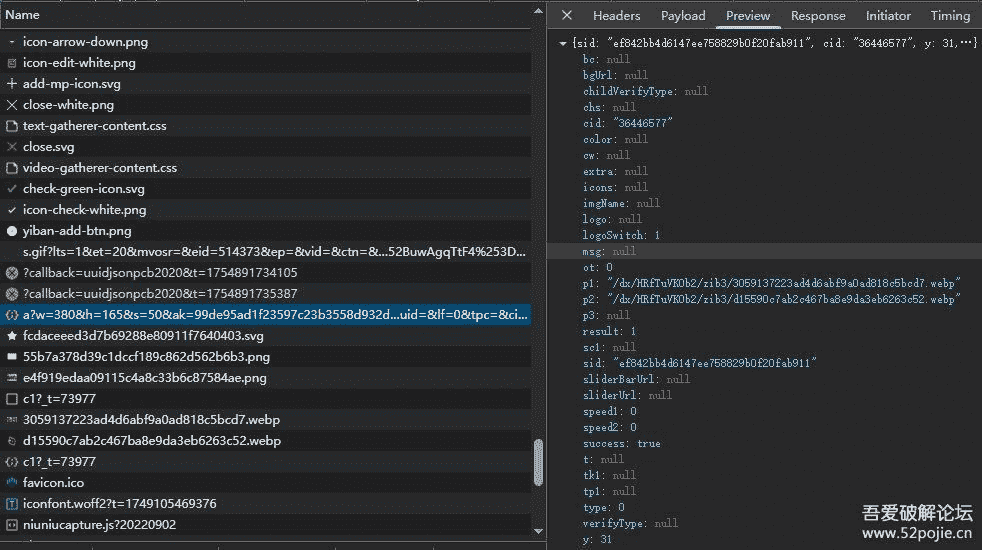 Name
icon-arrow-down.png
icon-edit-white.png
add-mp-icon.svg
close-white.png
text-gatherer-content.css
close.svg
video-gatherer-content.css
check-green-icon.svg
icon-check-white.png
yiban-add-btn.png
s.gif?lts=1&et=20&mvosr=&eid=514373&ep=&vid=&ctn=&...52BuwAgqTtF4%253D...
?callback=uuidjsonpcb2020&t=1754891734105
?callback=uuidjsonpcb2020&t=1754891735387
a?w=380&h=165&s=50&ak=99de95ad1f23597c23b3558d932d...uid=&lf=0&tpc=&ci...
fcdaceeed3d7b69288e80911f7640403.svg
55b7a378d39c1dccf189c862d562b6b3.png
e4f919edaa09115c4a8c33b6c87584ae.png
c1?_t=73977
3059137223ad4d6abf9a0ad818c5bcd7.webp
d15590c7ab2c467ba8e9da3eb6263c52.webp
c1?_t=73977
favicon.ico
iconfont.woff2?t=1749105469376
niuniucapture.js?20220902
Headers Payload Preview Response Initiator Timing
{sid: "ef842bb4d6147ee758829b0f20fab911", cid: "36446577", y: 31,…}
bc: null
bgUrl: null
childVerifyType: null
chs: null
cid: "36446577"
color: null
cw: null
extra: null
icons: null
imgName: null
logo: null
logoSwitch: 1
msg: null
ot: 0
p1: "/dx/HRfTuVKOb2/zib3/3059137223ad4d6abf9a0ad818c5bcd7.webp"
p2: "/dx/HRfTuVKOb2/zib3/d15590c7ab2c467ba8e9da3eb6263c52.webp"
p3: null
result: 1
sc1: null
sid: "ef842bb4d6147ee758829b0f20fab911"
sliderBarUrl: null
sliderUrl: null
speed1: 0
speed2: 0
success: true
t: null
tk1: null
tp1: null
type: 0
verifyType: null
y: 31
吾爱破解论坛
www.52pojie.cn